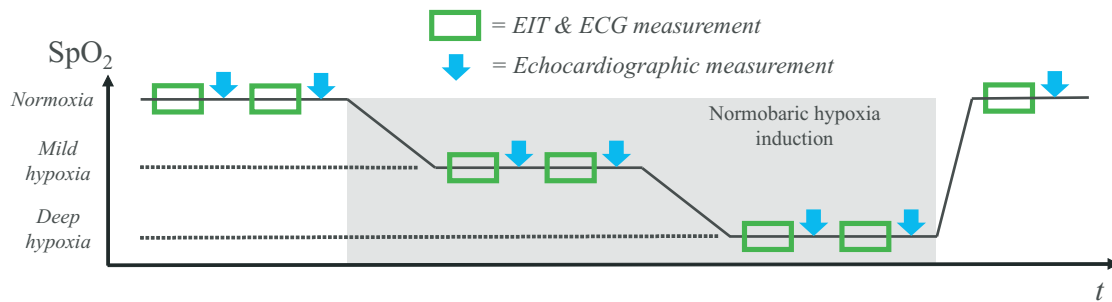 = EIT & ECG measurement
= Echocardiographic measurement
SpO2
Normoxia
Mild
hypoxia
Deep
hypoxia
Normobaric hypoxia
induction
t